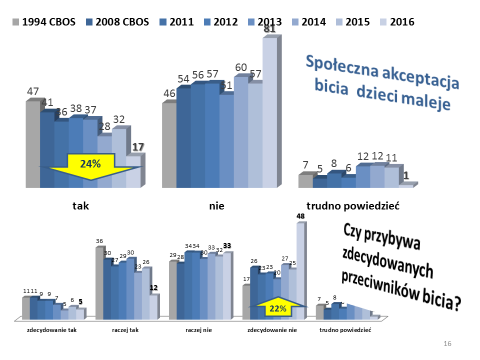 1994 CBOS 2008 CBOS 2011 2012 2013 2014 2015 2016
Społeczna akceptacja
bicia dzieci maleje
47 41 36 38 37 28 32 17
46 54 56 57 51 60 57 81
7 5 8 6 12 12 11 1
24%
tak nie trudno powiedzieć
Czy przybywa
zdecydowanych
przeciwników bicia?
11 11 9 9 7 5 6 5
36 30 27 29 30 23 26 12
29 28 34 34 30 33 32 33
17 26 23 23 20 27 25 48
7 5 8
22%
zdecydowanie tak raczej tak raczej nie zdecydowanie nie trudno powiedzieć
16